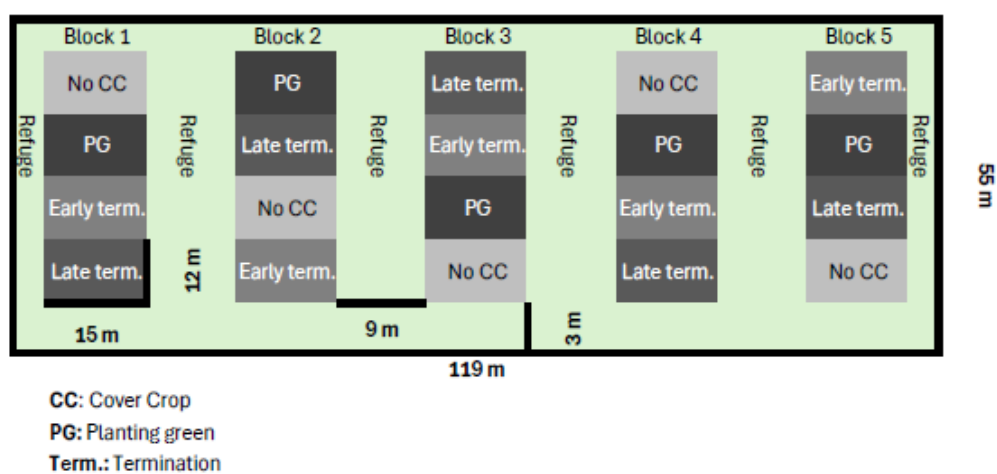 Block 1 Block 2 Block 3 Block 4 Block 5
No CC PG Late term. No CC Early term.
Refuge Refuge Refuge Refuge Refuge Refuge
PG Late term. Early term. PG PG
Early term. No CC PG Early term. Late term.
Late term. Early term. No CC Late term. No CC
12 m
15 m
9 m
3 m
55 m
119 m
CC: Cover Crop
PG: Planting green
Term.: Termination